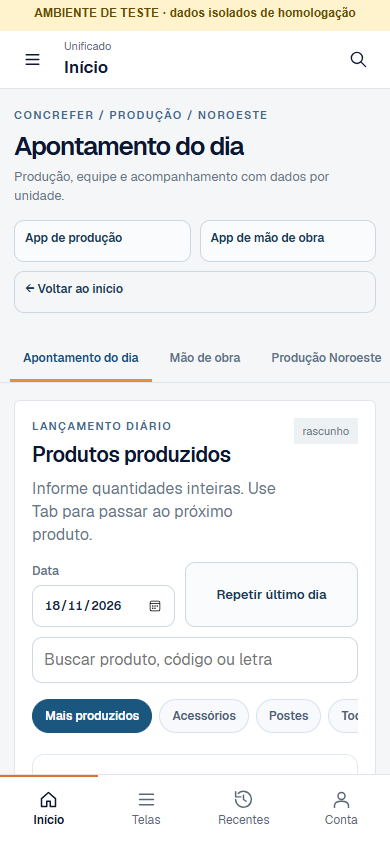 AMBIENTE DE TESTE · dados isolados de homologação
Unificado
Início
CONCREFER / PRODUÇÃO / NOROESTE
Apontamento do dia
Produção, equipe e acompanhamento com dados por
unidade.
App de produção
App de mão de obra
← Voltar ao início
Apontamento do dia
Mão de obra
Produção Noroeste
LANÇAMENTO DIÁRIO
rascunho
Produtos produzidos
Informe quantidades inteiras. Use
Tab para passar ao próximo
produto.
Data
18/11/2026
Repetir último dia
Buscar produto, código ou letra
Mais produzidos
Acessórios
Postes
Início
Telas
Recentes
Conta